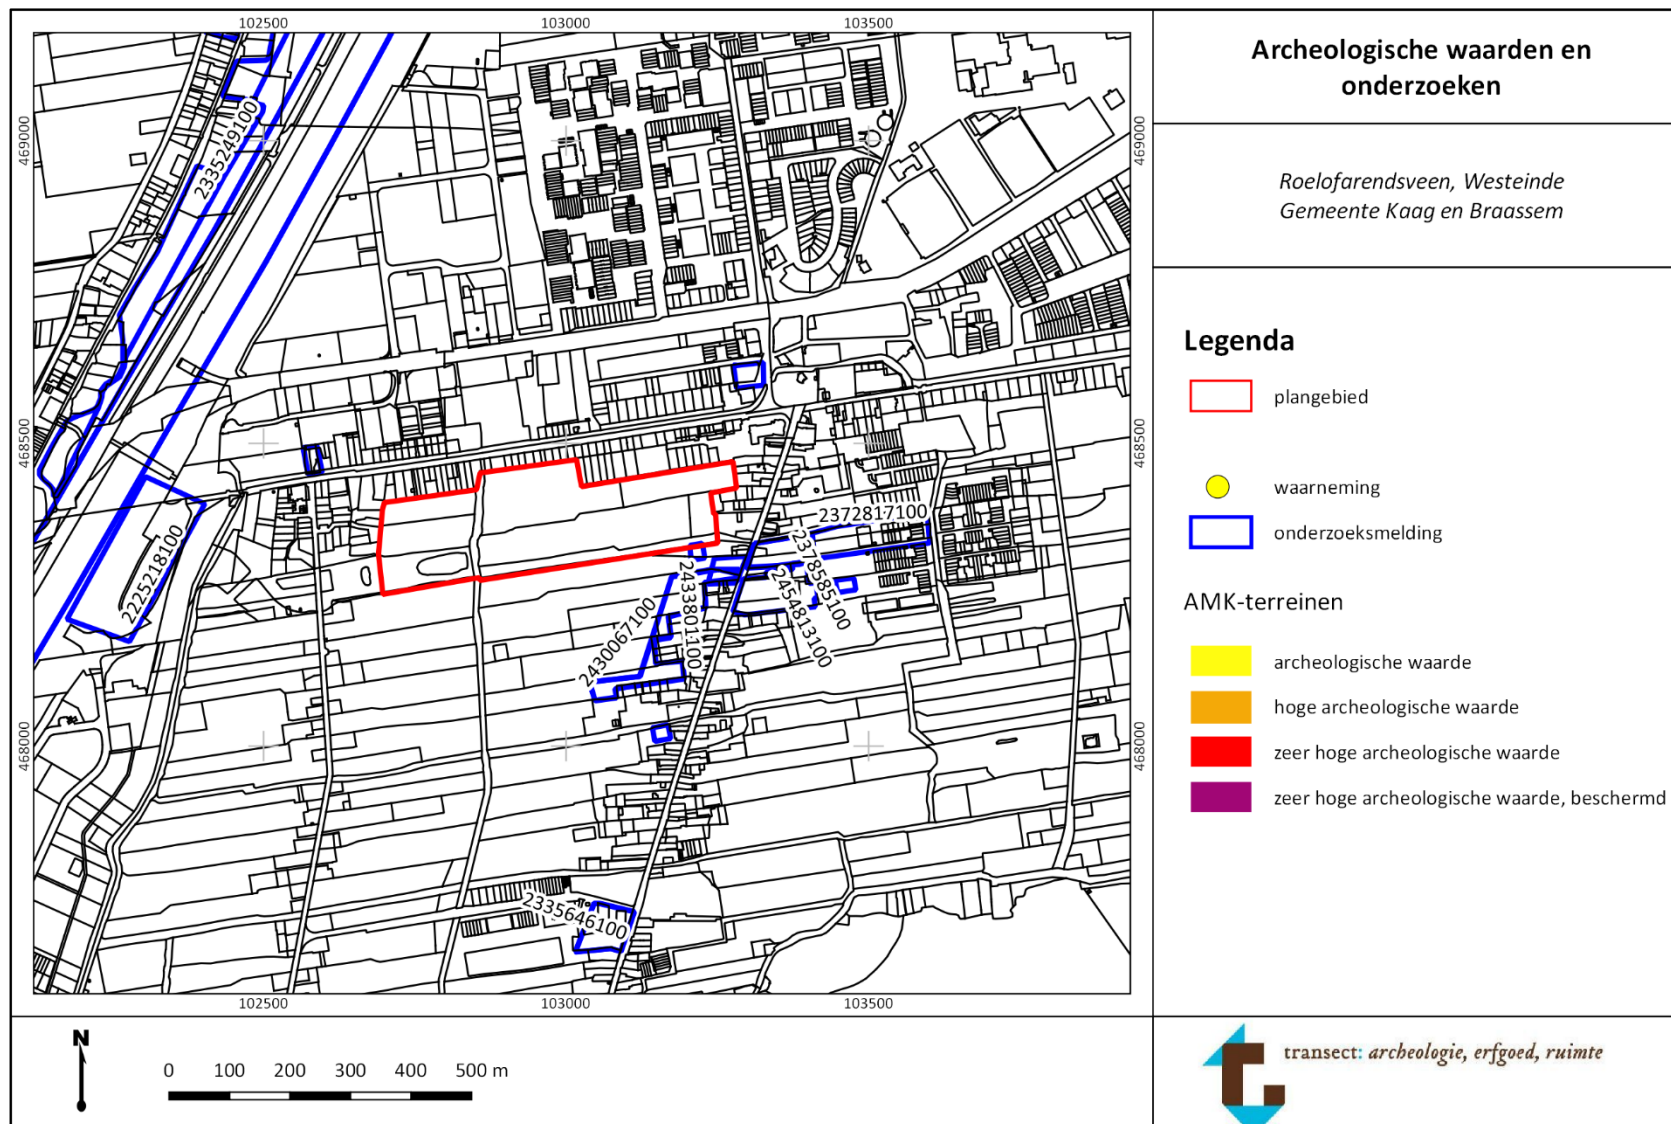 102500
103000
103500
469000
469000
468500
468500
468000
468000
2335249100
2225218100
2372817100
2378585100
2454813100
2433801100
2430067100
2335646100
102500
103000
103500
N
0 100 200 300 400 500 m
Archeologische waarden en
onderzoeken
Roelofarendsveen, Westeinde
Gemeente Kaag en Braassem
Legenda
plangebied
waarneming
onderzoeksmelding
AMK-terreinen
archeologische waarde
hoge archeologische waarde
zeer hoge archeologische waarde
zeer hoge archeologische waarde, beschermd
transect: archeologie, erfgoed, ruimte